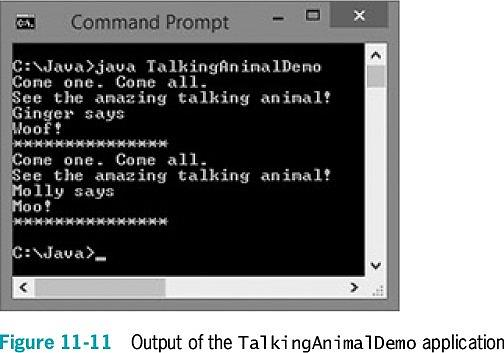 Command Prompt
C:\Java>java TalkingAnimalDemo
Come one. Come all.
See the amazing talking animal!
Ginger says
Woof!
***************
Come one. Come all.
See the amazing talking animal!
Molly says
Moo!
***************
C:\Java>_
Figure 11-11 Output of the TalkingAnimalDemo application